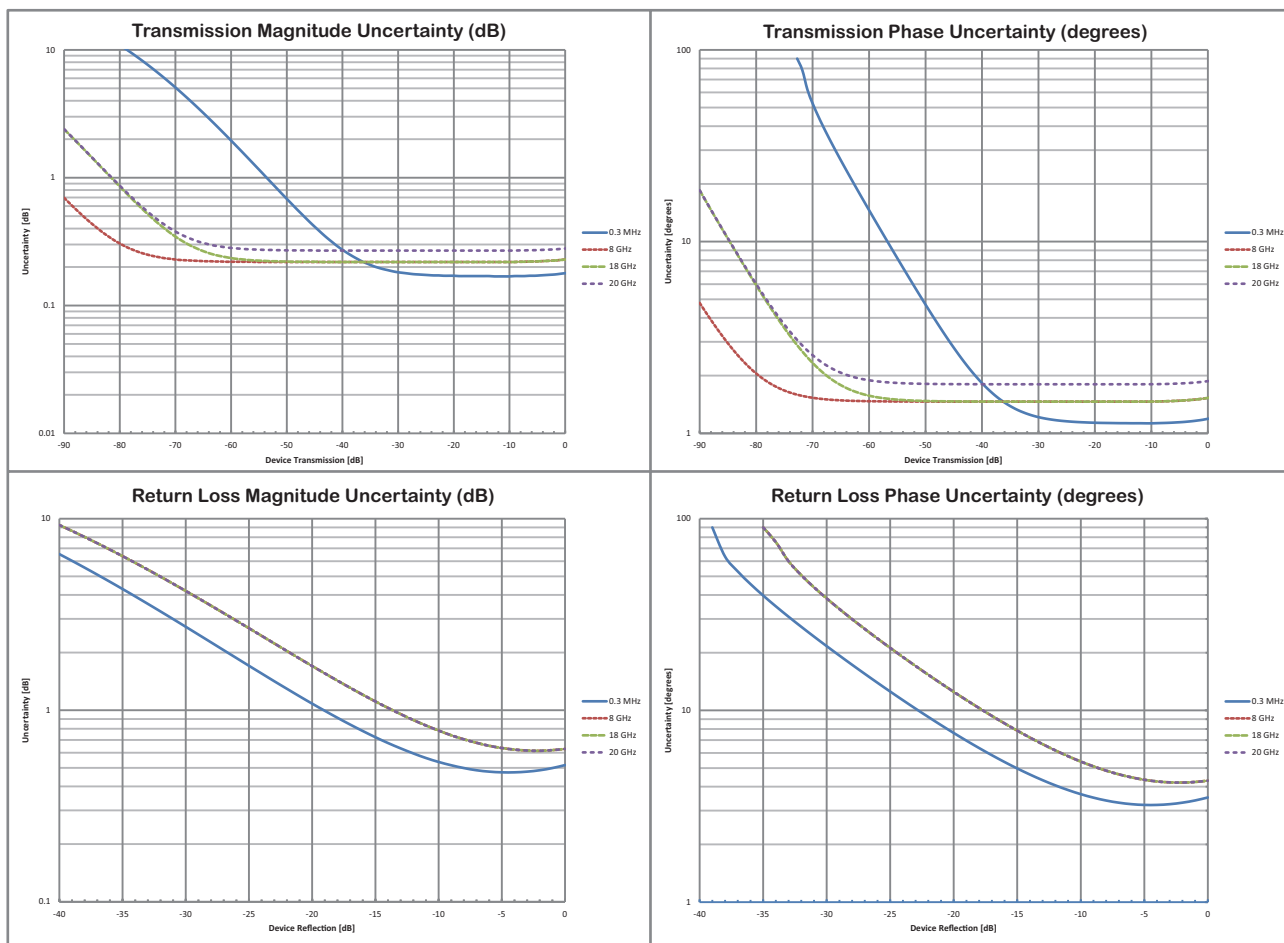 Transmission Magnitude Uncertainty (dB)
10
1
0.1
0.01
Uncertainty [dB]
-90 -80 -70 -60 -50 -40 -30 -20 -10 0
Device Transmission [dB]
0.3 MHz
8 GHz
18 GHz
20 GHz
Transmission Phase Uncertainty (degrees)
100
10
1
Uncertainty [degrees]
-90 -80 -70 -60 -50 -40 -30 -20 -10 0
Device Transmission [dB]
0.3 MHz
8 GHz
18 GHz
20 GHz
Return Loss Magnitude Uncertainty (dB)
10
1
0.1
Uncertainty [dB]
-40 -35 -30 -25 -20 -15 -10 -5 0
Device Reflection [dB]
0.3 MHz
8 GHz
18 GHz
20 GHz
Return Loss Phase Uncertainty (degrees)
100
10
1
Uncertainty [degrees]
-40 -35 -30 -25 -20 -15 -10 -5 0
Device Reflection [dB]
0.3 MHz
8 GHz
18 GHz
20 GHz